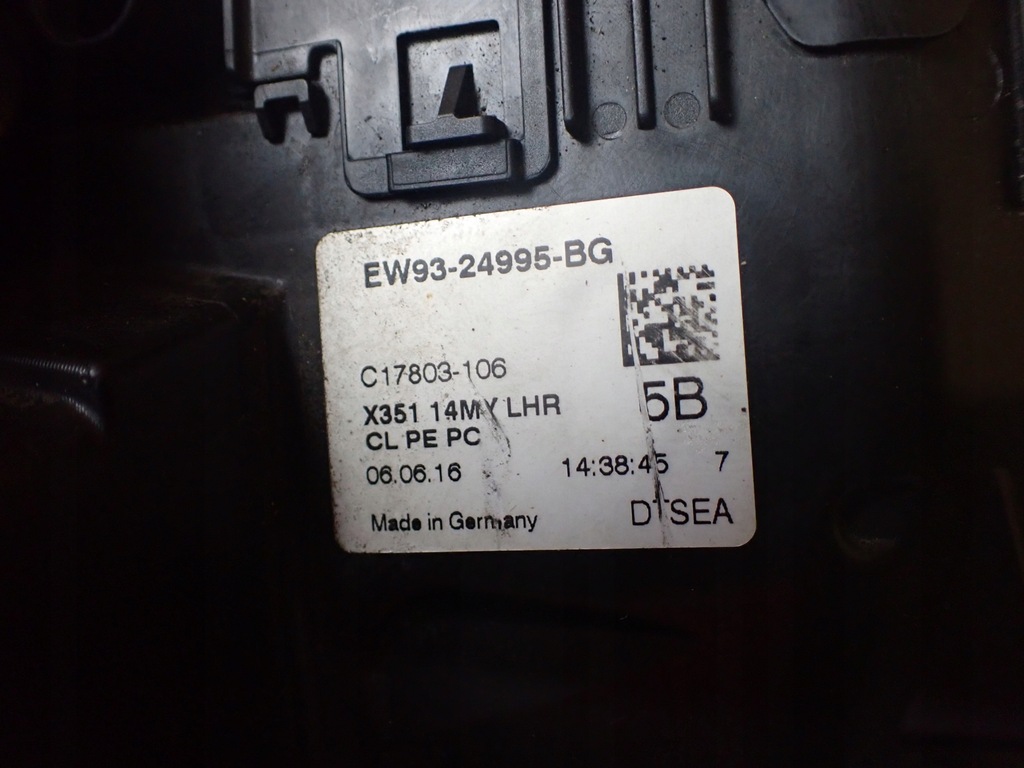 EW93-24995-BG
C17803-106
X351 14MY LHR
5B
CL PE PC
06.06.16 14:38:45 7
Made in Germany DTSEA